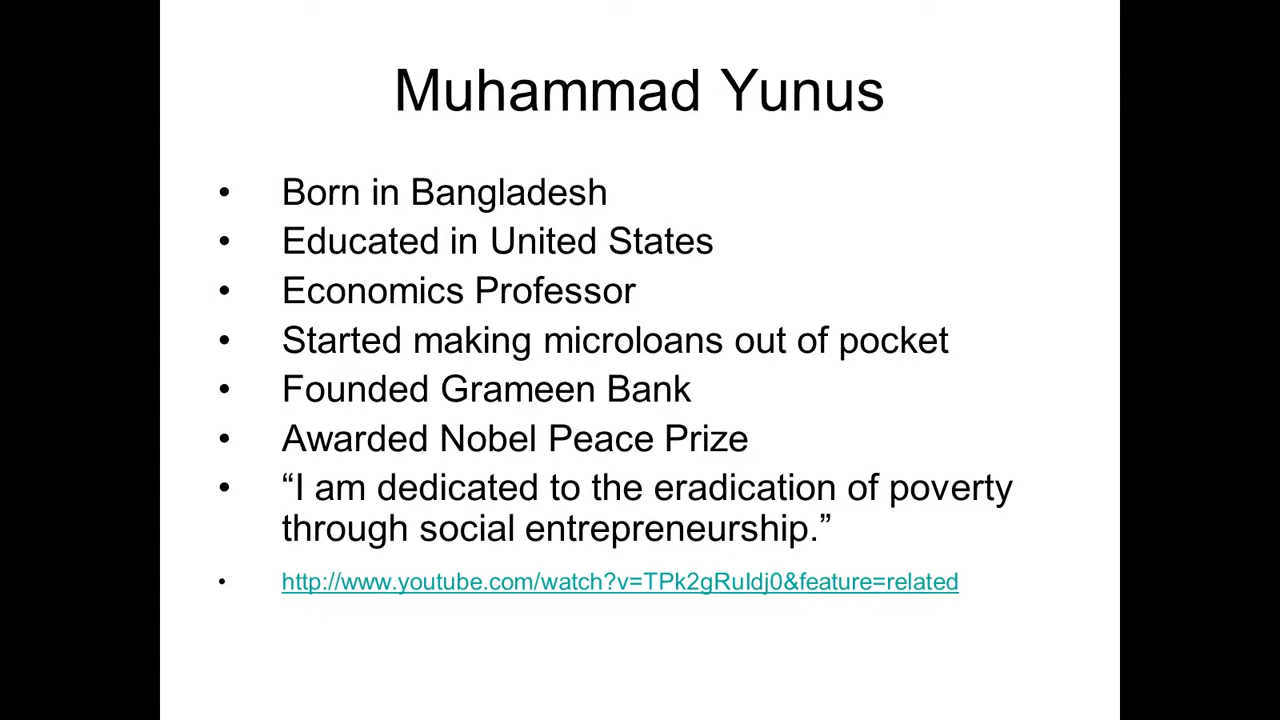 Muhammad Yunus
• Born in Bangladesh
• Educated in United States
• Economics Professor
• Started making microloans out of pocket
• Founded Grameen Bank
• Awarded Nobel Peace Prize
• “I am dedicated to the eradication of poverty
through social entrepreneurship.”
• http://www.youtube.com/watch?v=TPk2gRuIdj0&feature=related